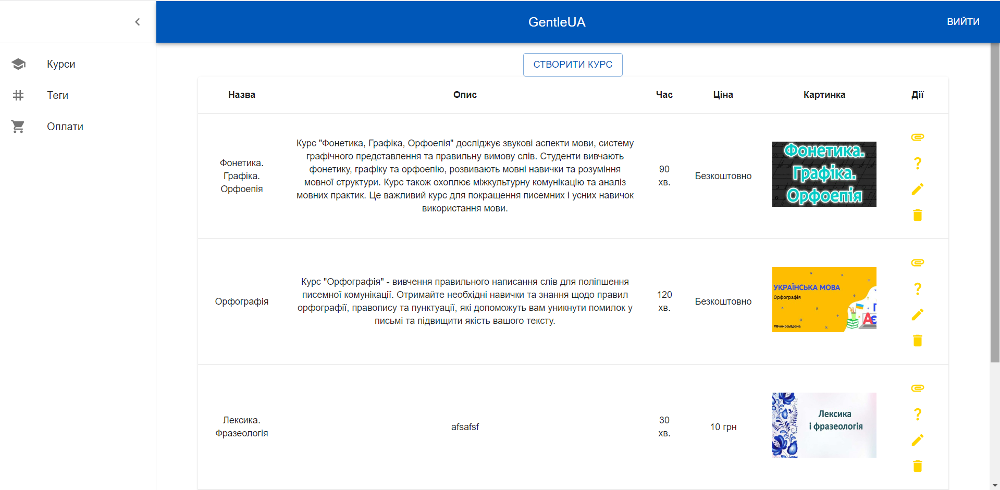 GentleUA
ВИЙТИ
Курси
Теги
Оплати
СТВОРИТИ КУРС
Назва
Опис
Час
Ціна
Картинка
Дії
Фонетика.
Графіка.
Орфоепія
Курс "Фонетика, Графіка, Орфоепія" досліджує звукові аспекти мови, систему
графічного представлення та правильну вимову слів. Студенти вивчають
фонетику, графіку та орфоепію, розвивають мовні навички та розуміння
мовної структури. Курс також охоплює міжкультурну комунікацію та аналіз
мовних практик. Це важливий курс для покращення писемних і усних навичок
використання мови.
90
хв.
Безкоштовно
Фонетика.
Графіка.
Орфоепія
Орфографія
Курс "Орфографія" - вивчення правильного написання слів для поліпшення
писемної комунікації. Отримайте необхідні навички та знання щодо правил
орфографії, правопису та пунктуації, які допоможуть вам уникнути помилок у
письмі та підвищити якість вашого тексту.
120
хв.
Безкоштовно
УКРАЇНСЬКА МОВА
Орфографія
#ВчимосьВдома
Лексика.
Фразеологія
afsafsf
30
хв.
10 грн
Лексика
і фразеологія